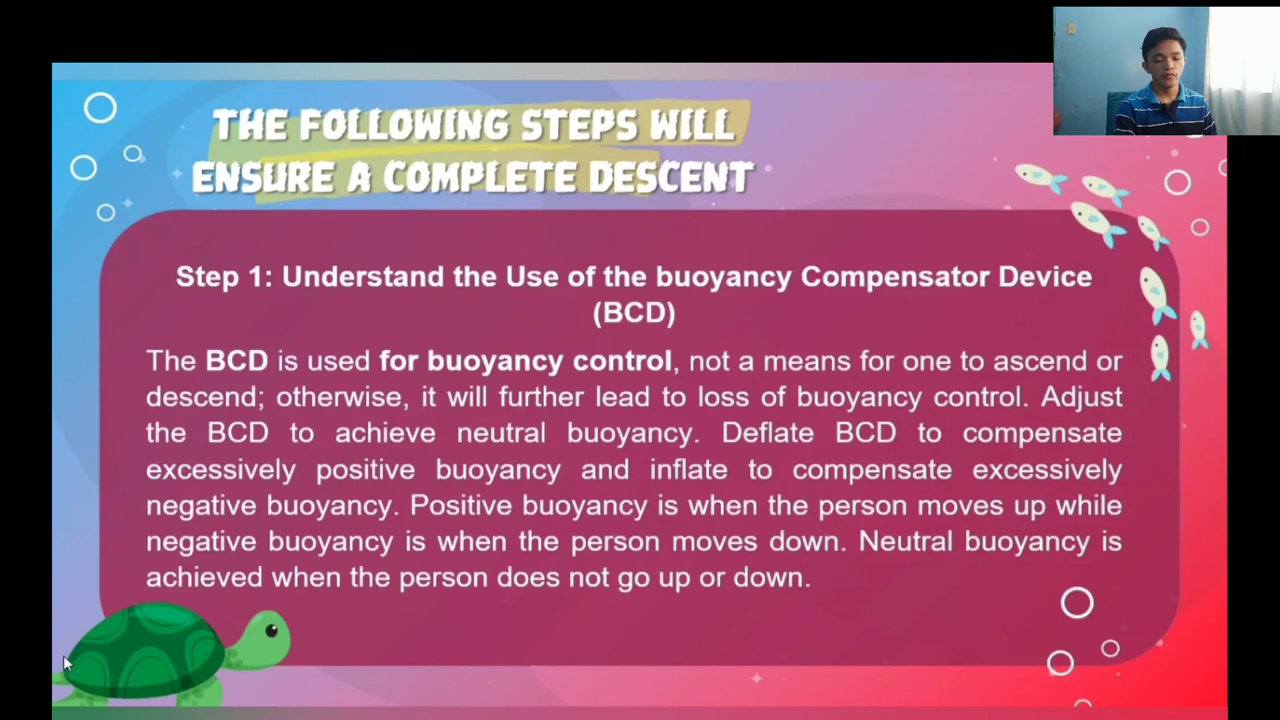 THE FOLLOWING STEPS WILL
ENSURE A COMPLETE DESCENT
Step 1: Understand the Use of the buoyancy Compensator Device
(BCD)
The BCD is used for buoyancy control, not a means for one to ascend or
descend; otherwise, it will further lead to loss of buoyancy control. Adjust
the BCD to achieve neutral buoyancy. Deflate BCD to compensate
excessively positive buoyancy and inflate to compensate excessively
negative buoyancy. Positive buoyancy is when the person moves up while
negative buoyancy is when the person moves down. Neutral buoyancy is
achieved when the person does not go up or down.